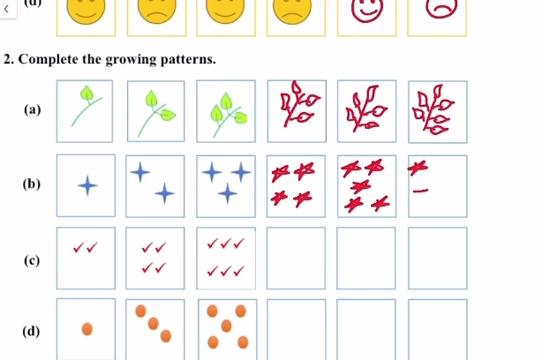 (d)
2. Complete the growing patterns.
(a)
(b)
(c)
(d)